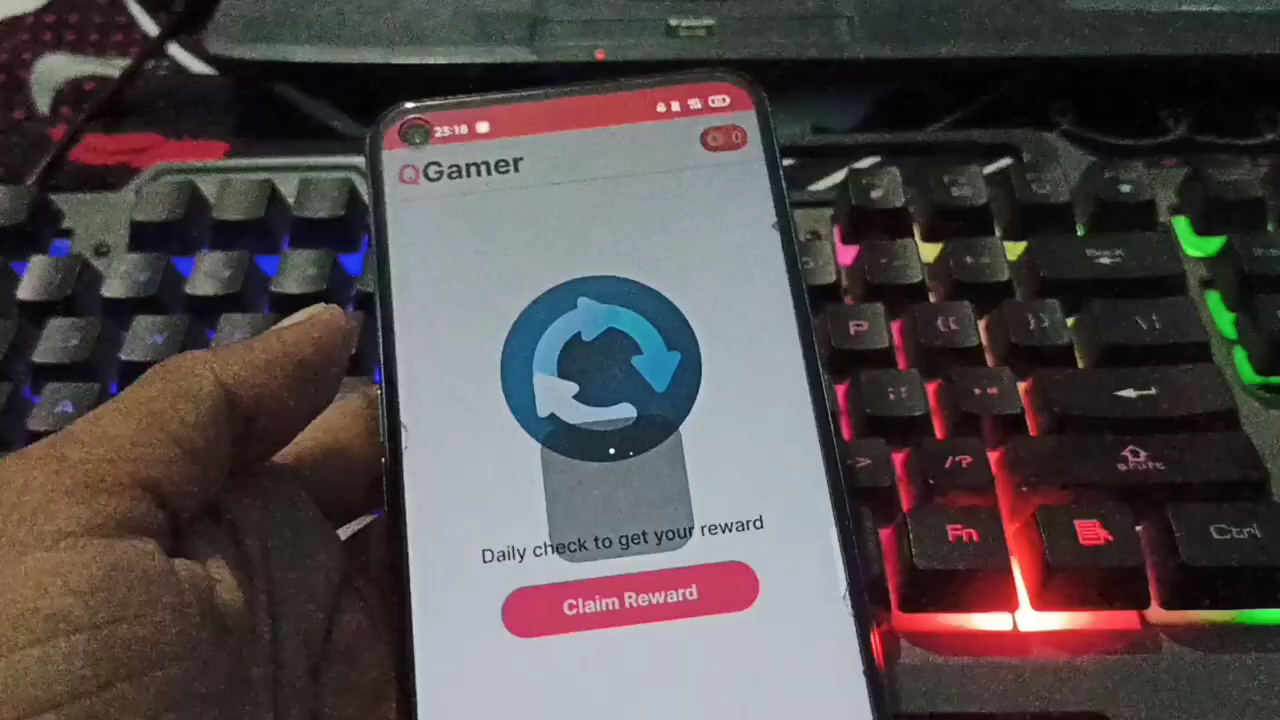 23:18
QGamer
0
Daily check to get your reward
Claim Reward
A
P
{[
}]
\|
>
/?
shift
Fn
Ctrl